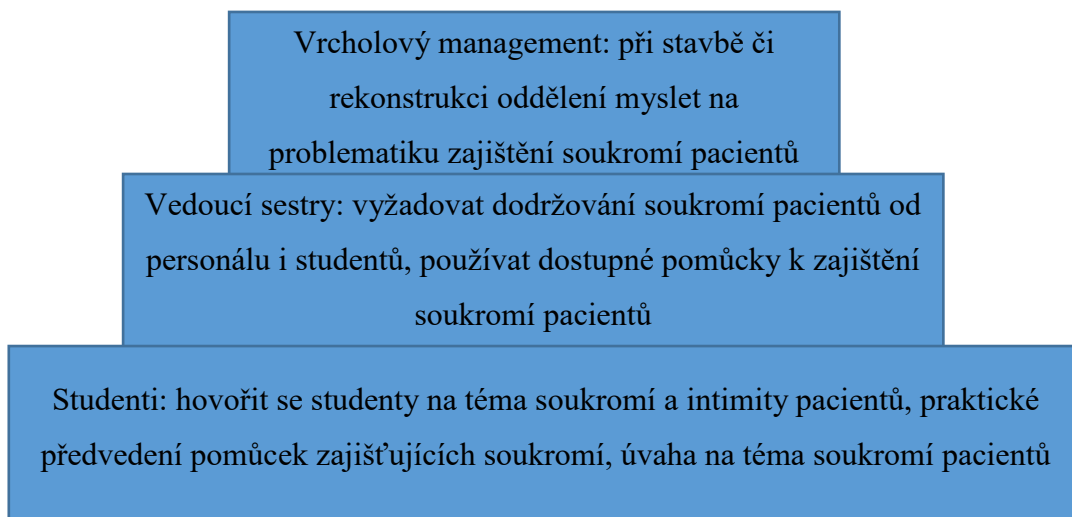 Vrcholový management: při stavbě či
rekonstrukci oddělení myslet na
problematiku zajištění soukromí pacientů
Vedoucí sestry: vyžadovat dodržování soukromí pacientů od
personálu i studentů, používat dostupné pomůcky k zajištění
soukromí pacientů
Studenti: hovořit se studenty na téma soukromí a intimity pacientů, praktické
předvedení pomůcek zajišťujících soukromí, úvaha na téma soukromí pacientů